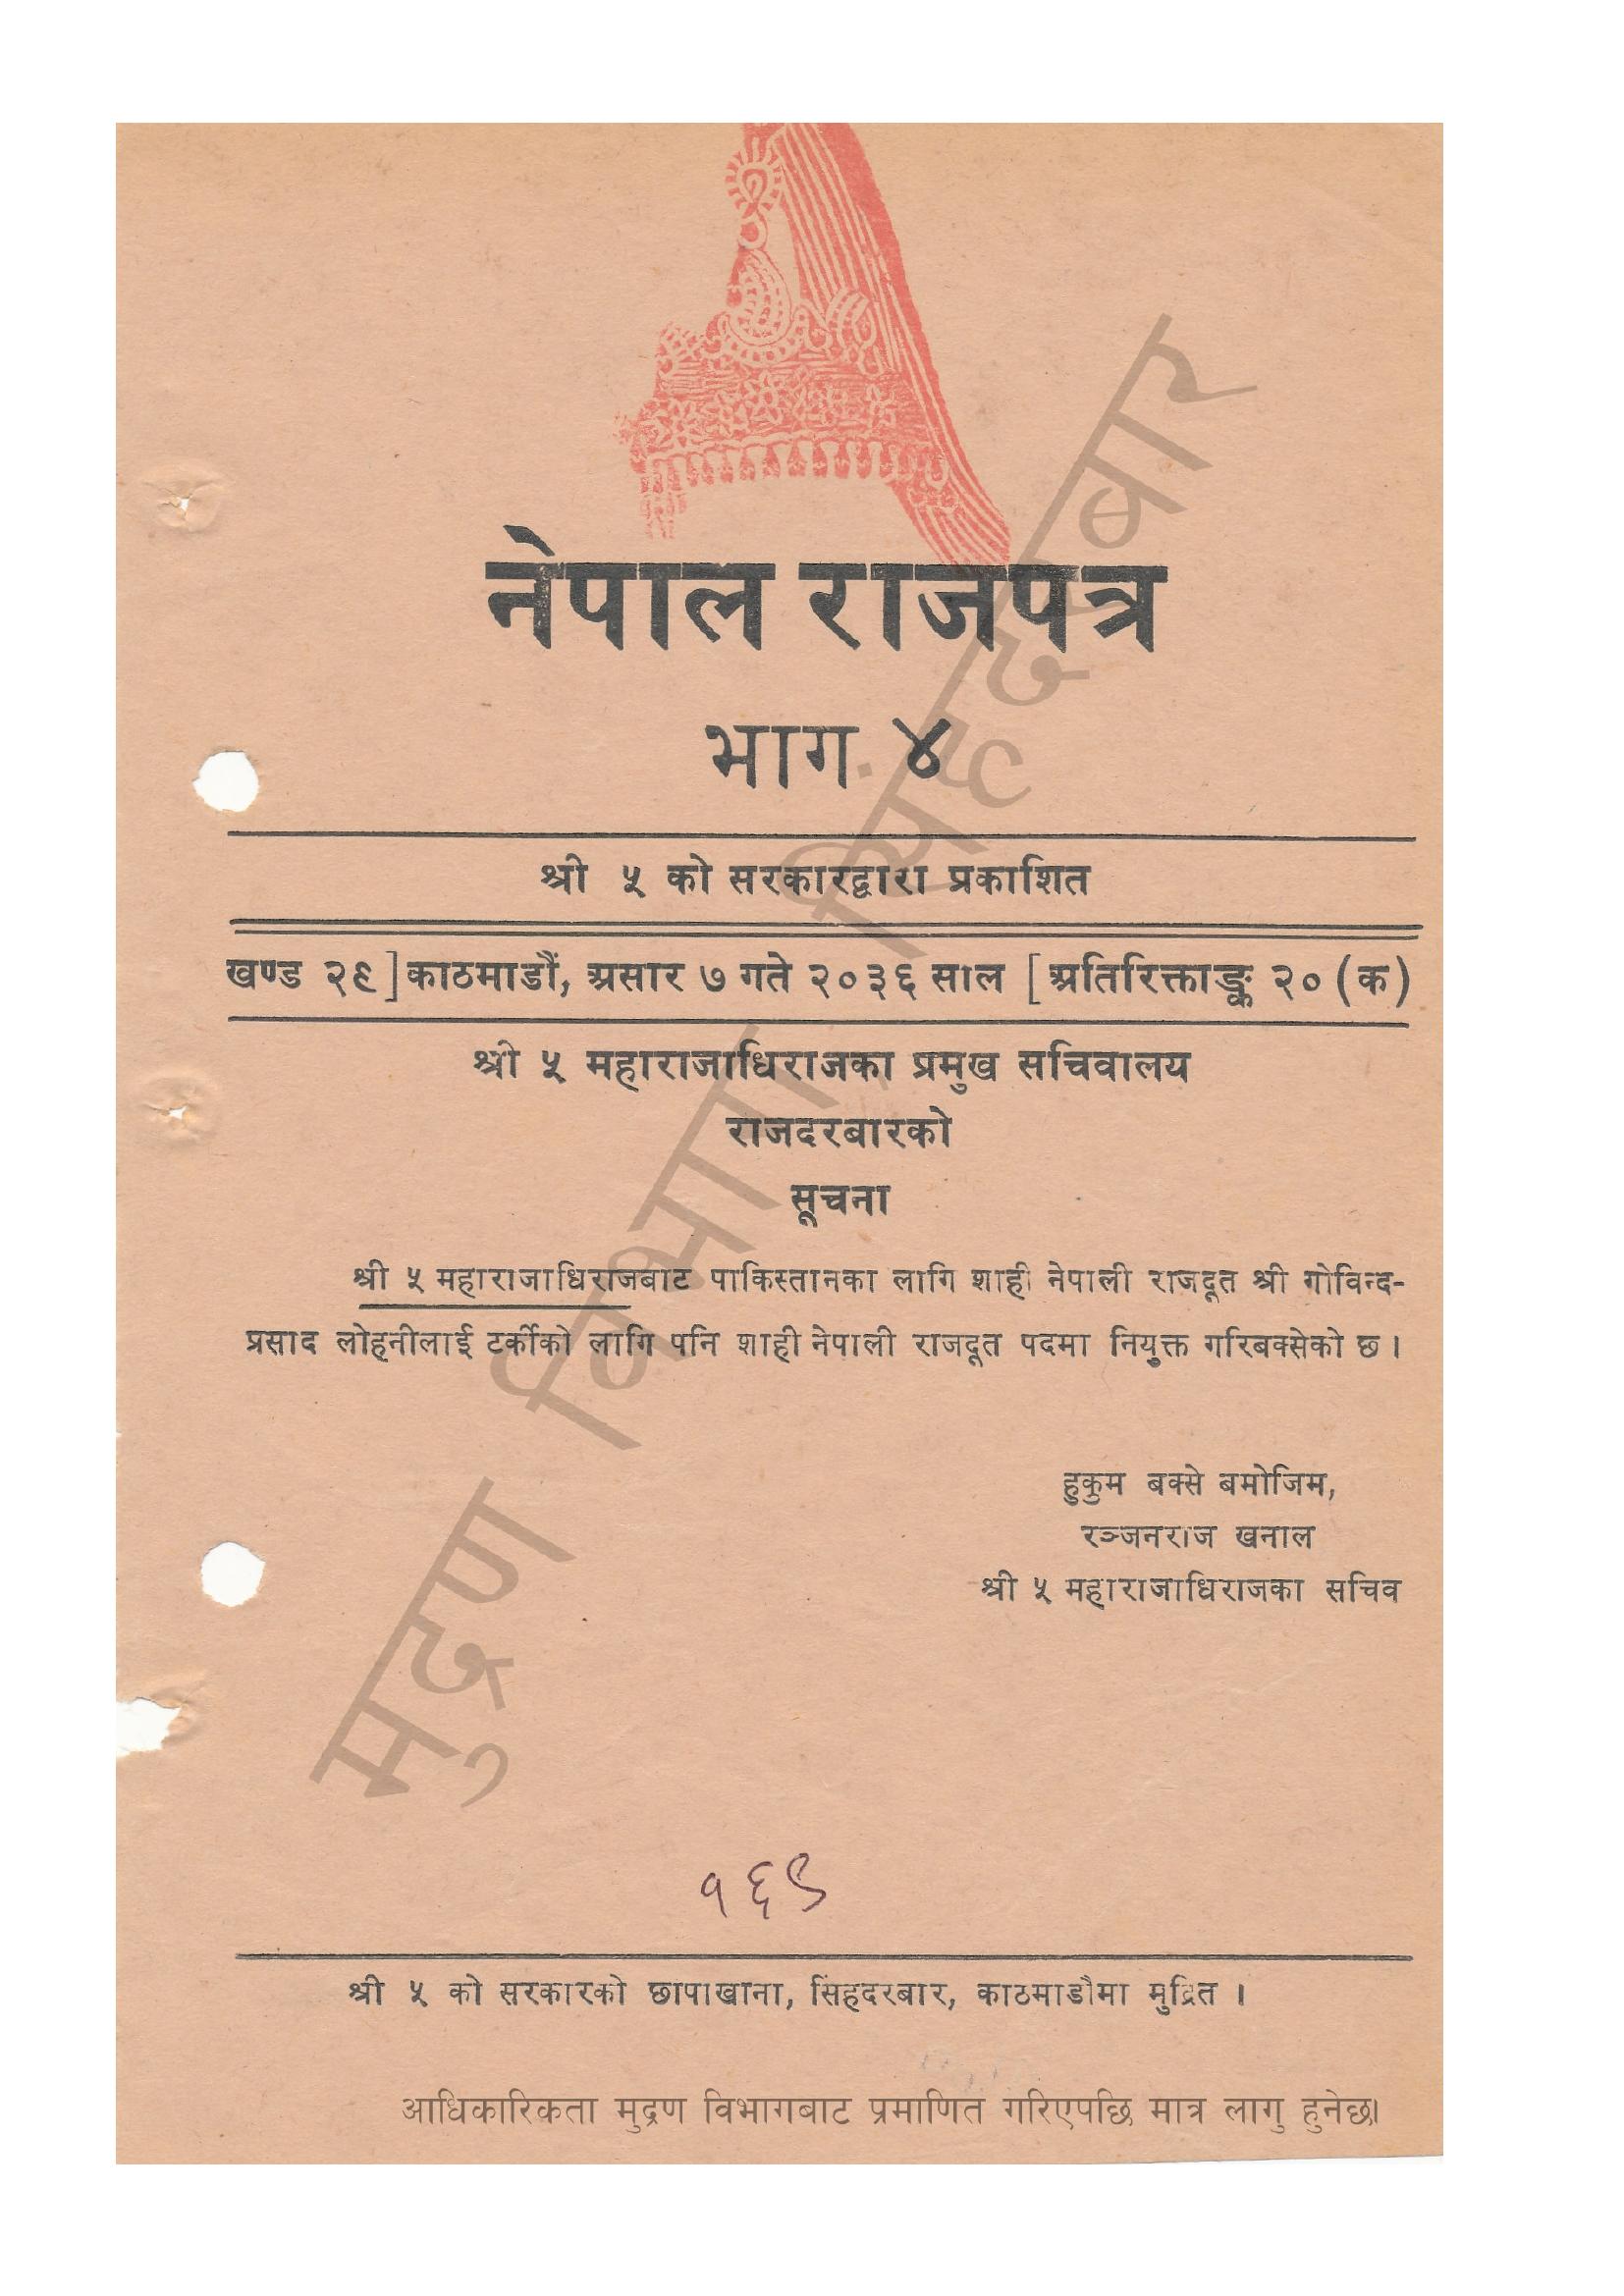 नेपाल राजपत्र
भाग ४
श्री ५ को सरकारद्वारा प्रकाशित
खण्ड २९] काठमाडौं, असार ७ गते २०३६ साल [अतिरिक्ताङ्क २० (क)
श्री ५ महाराजाधिराजका प्रमुख सचिवालय
राजदरबारको
सूचना
श्री ५ महाराजाधिराजबाट पाकिस्तानका लागि शाही नेपाली राजदूत श्री गोविन्द-
प्रसाद लोहनीलाई टर्कीको लागि पनि शाही नेपाली राजदूत पदमा नियुक्त गरिबक्सेको छ ।
हुकुम बक्से बमोजिम,
रञ्जनराज खनाल
श्री ५ महाराजाधिराजका सचिव
मुद्रण विभाग, सिंहदरबार
१६९
श्री ५ को सरकारको छापाखाना, सिंहदरबार, काठमाडौमा मुद्रित ।
आधिकारिकता मुद्रण विभागबाट प्रमाणित गरिएपछि मात्र लागु हुनेछ।